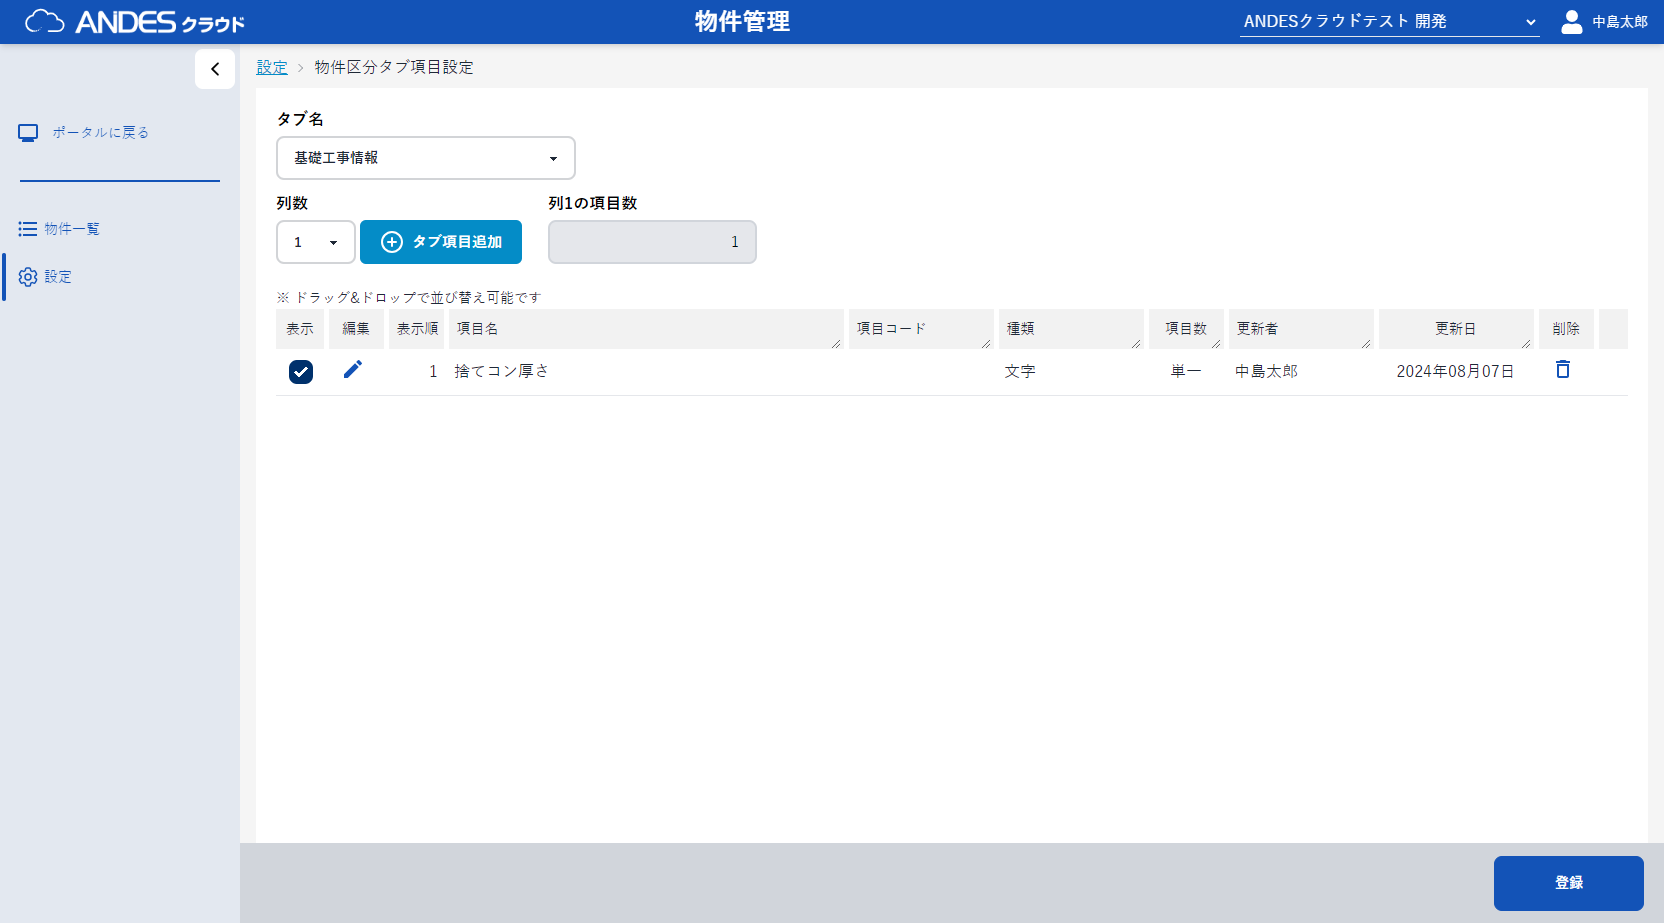 ANDES クラウド
物件管理
ANDESクラウドテスト 開発
中島太郎
ポータルに戻る
物件一覧
設定
設定 > 物件区分タブ項目設定
タブ名
基礎工事情報
列数 列1の項目数
1 タブ項目追加 1
※ ドラッグ&ドロップで並び替え可能です
表示 編集 表示順 項目名 項目コード 種類 項目数 更新者 更新日 削除
1 捨てコン厚さ 文字 単一 中島太郎 2024年08月07日
登録